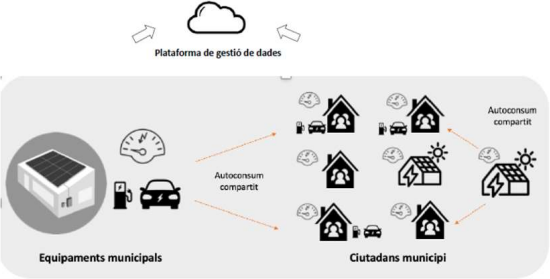 Plataforma de gestió de dades
Autoconsum
compartit
Autoconsum
compartit
Equipaments municipals
Ciutadans municipi